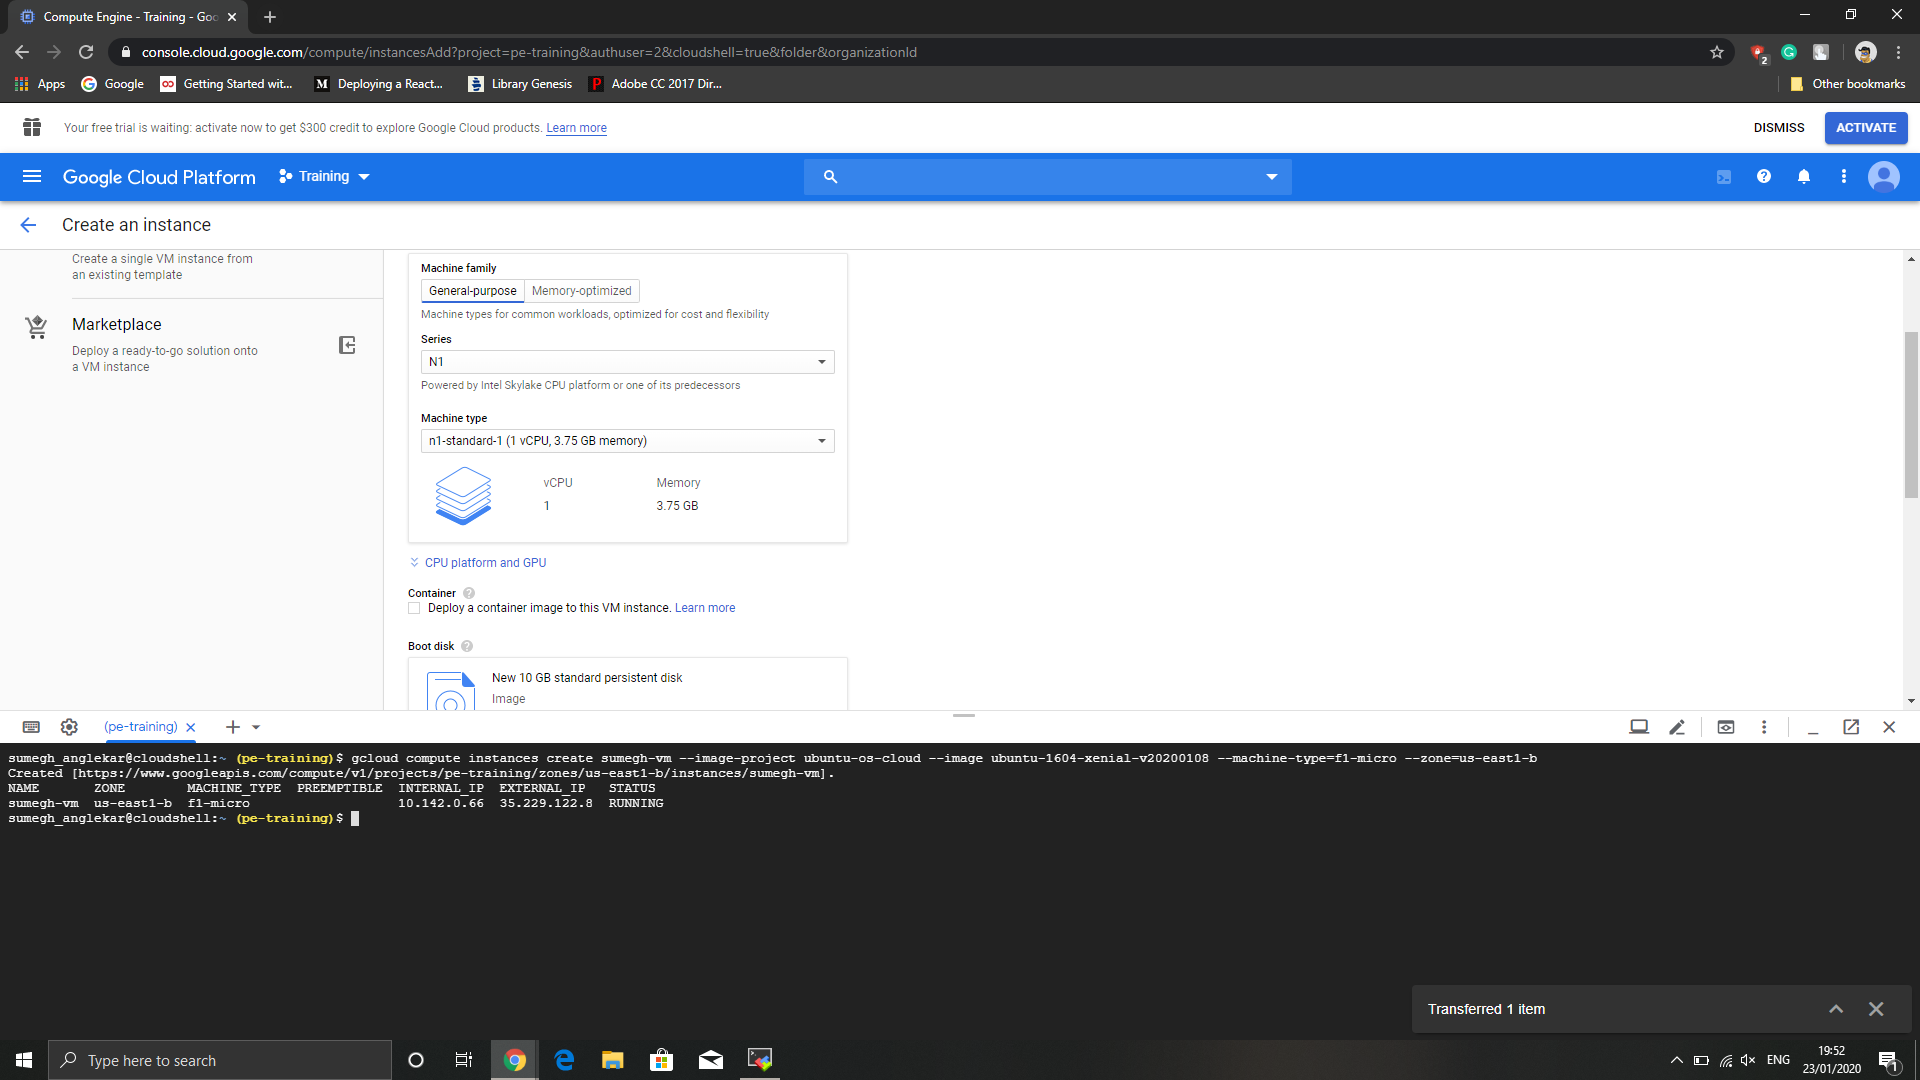 Compute Engine - Training - Goo
console.cloud.google.com/compute/instancesAdd?project=pe-training&authuser=2&cloudshell=true&folder&organizationId
2
Apps
Google
Getting Started wit...
M
Deploying a React...
Library Genesis
P
Adobe CC 2017 Dir...
Other bookmarks
Your free trial is waiting: activate now to get $300 credit to explore Google Cloud products. Learn more
DISMISS
ACTIVATE
Google Cloud Platform
Training
Create an instance
Create a single VM instance from
an existing template
Marketplace
Deploy a ready-to-go solution onto
a VM instance
Machine family
General-purpose
Memory-optimized
Machine types for common workloads, optimized for cost and flexibility
Series
N1
Powered by Intel Skylake CPU platform or one of its predecessors
Machine type
n1-standard-1 (1 vCPU, 3.75 GB memory)
vCPU
Memory
1
3.75 GB
CPU platform and GPU
Container
Deploy a container image to this VM instance. Learn more
Boot disk
New 10 GB standard persistent disk
Image
(pe-training)
sumegh_anglekar@cloudshell:~ (pe-training)$ gcloud compute instances create sumegh-vm --image-project ubuntu-os-cloud --image ubuntu-1604-xenial-v20200108 --machine-type=f1-micro --zone=us-east1-b
Created [https://www.googleapis.com/compute/v1/projects/pe-training/zones/us-east1-b/instances/sumegh-vm].
NAME ZONE MACHINE_TYPE PREEMPTIBLE INTERNAL_IP EXTERNAL_IP STATUS
sumegh-vm us-east1-b f1-micro 10.142.0.66 35.229.122.8 RUNNING
sumegh_anglekar@cloudshell:~ (pe-training)$
Transferred 1 item
Type here to search
ENG
19:52
23/01/2020
1